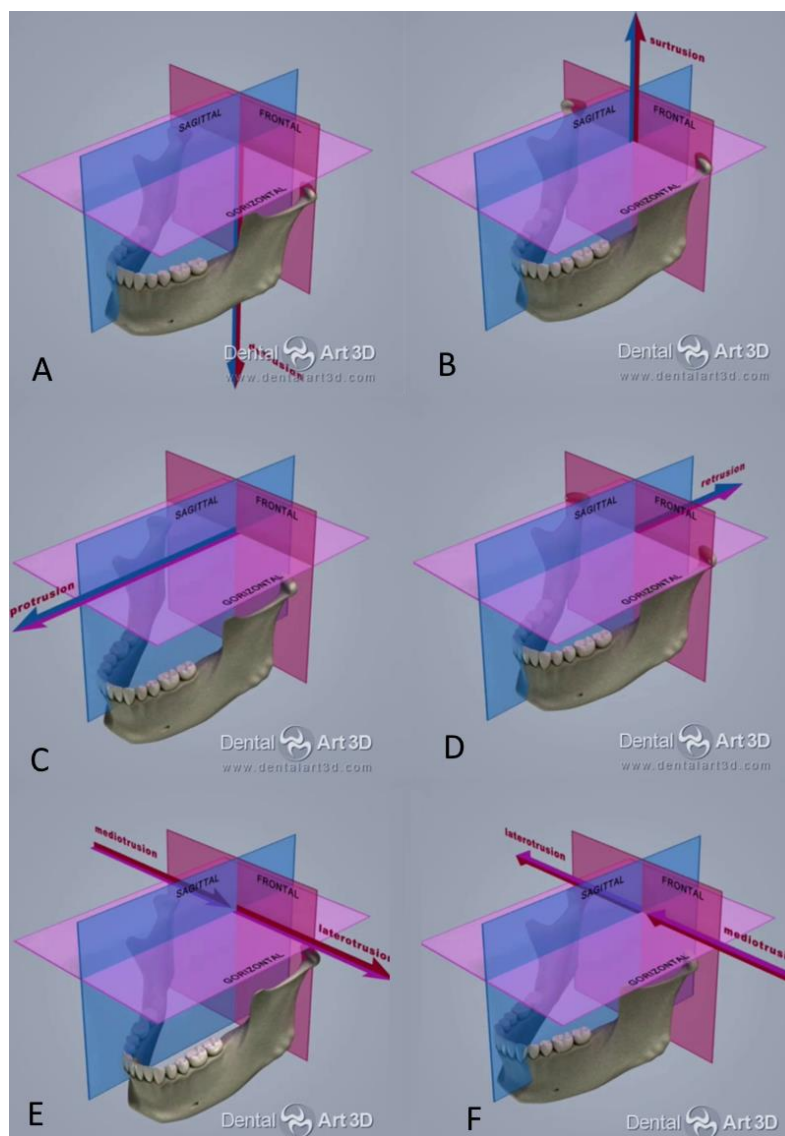 SAGITTAL
FRONTAL
GORIZONTAL
Dental Art 3D
www.dentalart3d.com
A
surtrusion
SAGITTAL
FRONTAL
GORIZONTAL
Dental Art 3D
www.dentalart3d.com
B
SAGITTAL
FRONTAL
protrusion
GORIZONTAL
Dental Art 3D
www.dentalart3d.com
C
retrusion
SAGITTAL
FRONTAL
GORIZONTAL
Dental Art 3D
www.dentalart3d.com
D
mediotrusion
SAGITTAL
FRONTAL
laterotrusion
GORIZONTAL
Dental Art 3D
E
laterotrusion
SAGITTAL
FRONTAL
mediotrusi
GORIZONTAL
Dental Art 3D
F